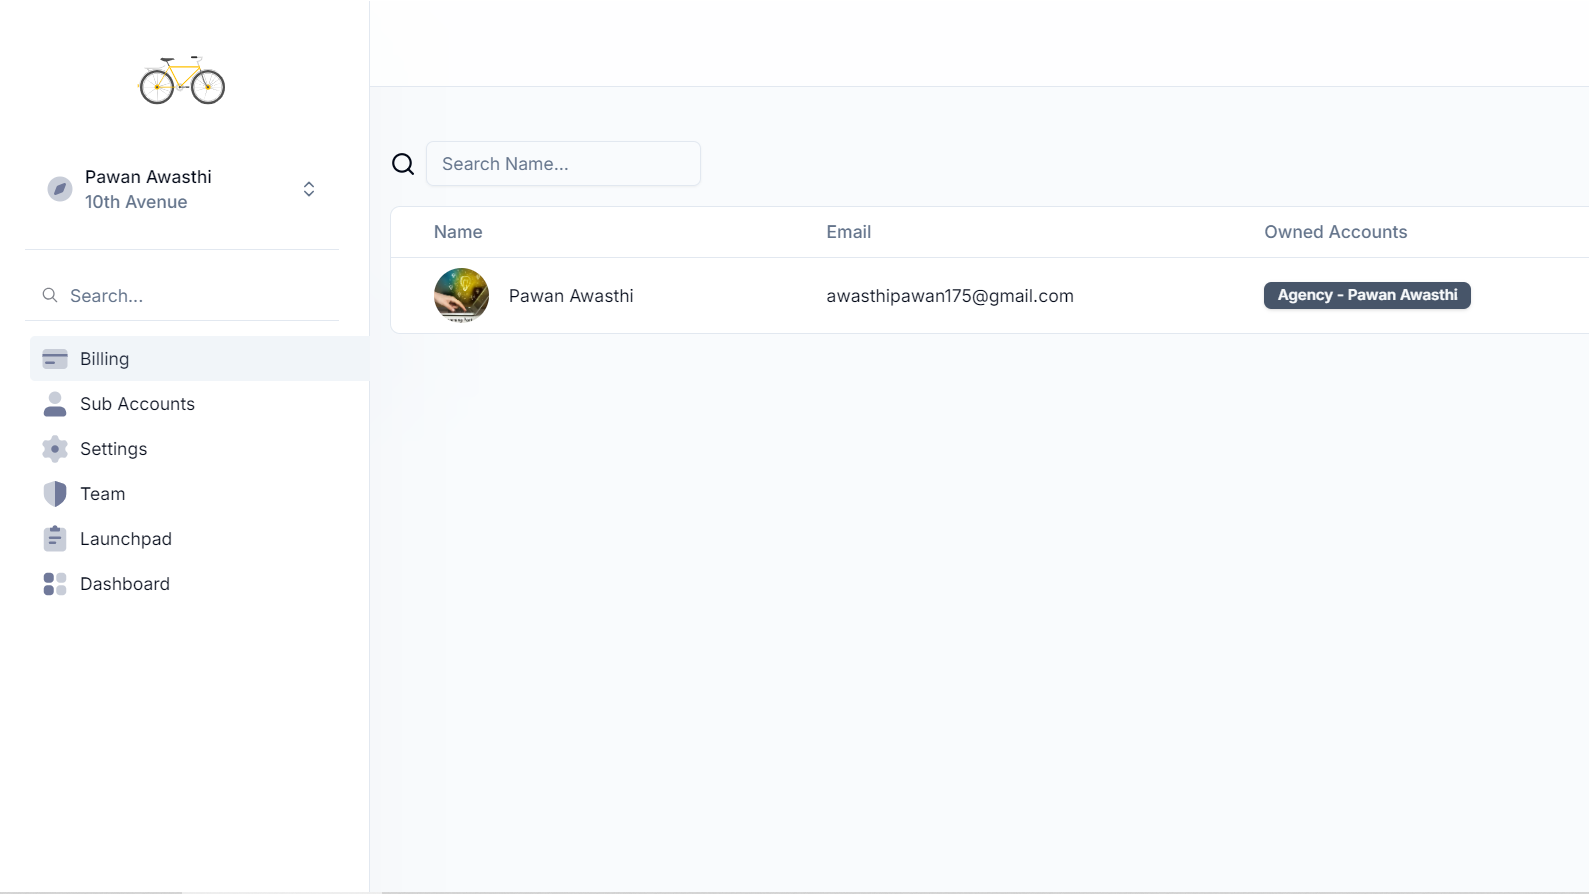 Pawan Awasthi
10th Avenue
Search...
Billing
Sub Accounts
Settings
Team
Launchpad
Dashboard
Search Name...
Name Email Owned Accounts
Pawan Awasthi awasthipawan175@gmail.com Agency - Pawan Awasthi